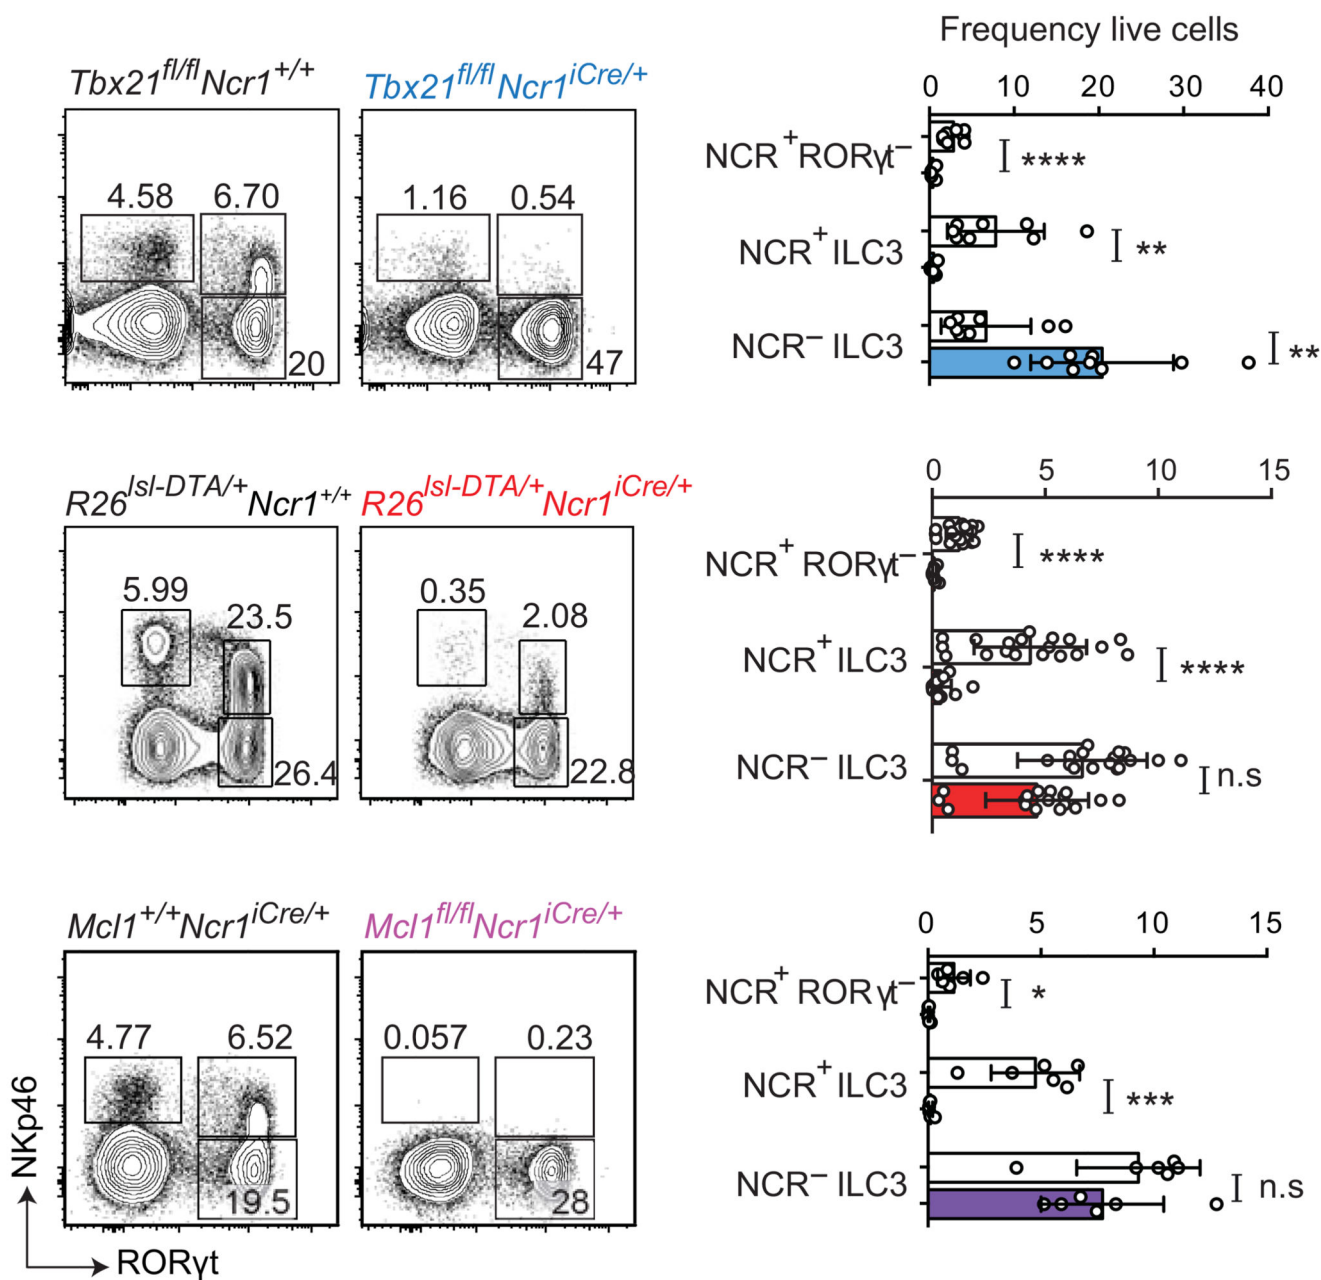 Frequency live cells
Tbx21fl/fl Ncr1+/+ Tbx21fl/fl Ncr1iCre/+
0 10 20 30 40
4.58 6.70 1.16 0.54
20 47
NCR+RORγt− ****
NCR+ ILC3 **
NCR− ILC3 **
R26lsl-DTA/+Ncr1+/+ R26lsl-DTA/+Ncr1iCre/+
0 5 10 15
5.99 23.5 0.35 2.08
26.4 22.8
NCR+ RORγt− ****
NCR+ ILC3 ****
NCR− ILC3 n.s
Mcl1+/+Ncr1iCre/+ Mcl1fl/flNcr1iCre/+
0 5 10 15
4.77 6.52 0.057 0.23
19.5 28
NCR+ RORγt− *
NCR+ ILC3 ***
NCR− ILC3 n.s
NKp46
RORγt